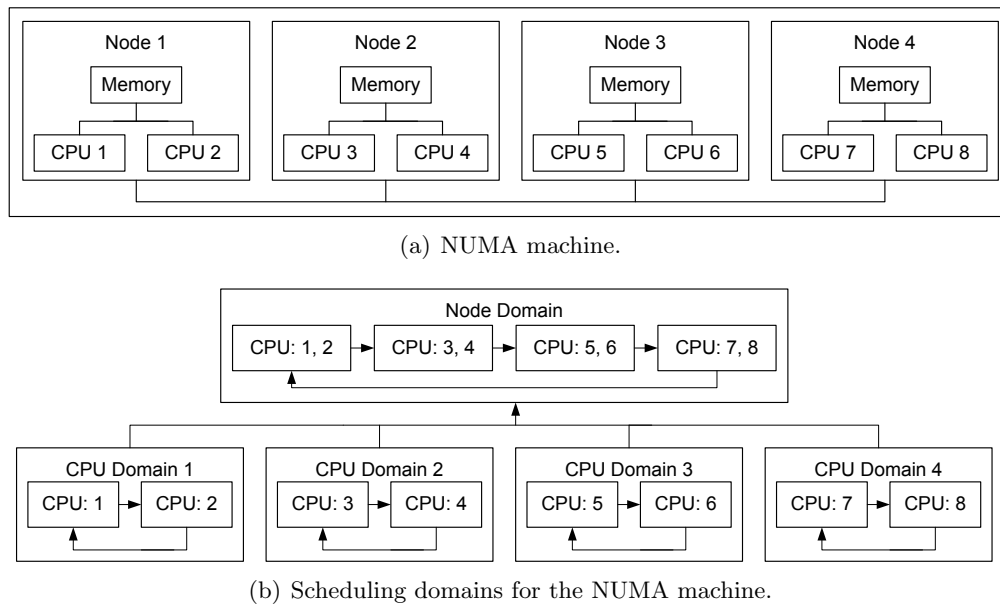 Node 1 Node 2 Node 3 Node 4
Memory Memory Memory Memory
CPU 1 CPU 2 CPU 3 CPU 4 CPU 5 CPU 6 CPU 7 CPU 8
(a) NUMA machine.
Node Domain
CPU: 1, 2 CPU: 3, 4 CPU: 5, 6 CPU: 7, 8
CPU Domain 1 CPU Domain 2 CPU Domain 3 CPU Domain 4
CPU: 1 CPU: 2 CPU: 3 CPU: 4 CPU: 5 CPU: 6 CPU: 7 CPU: 8
(b) Scheduling domains for the NUMA machine.